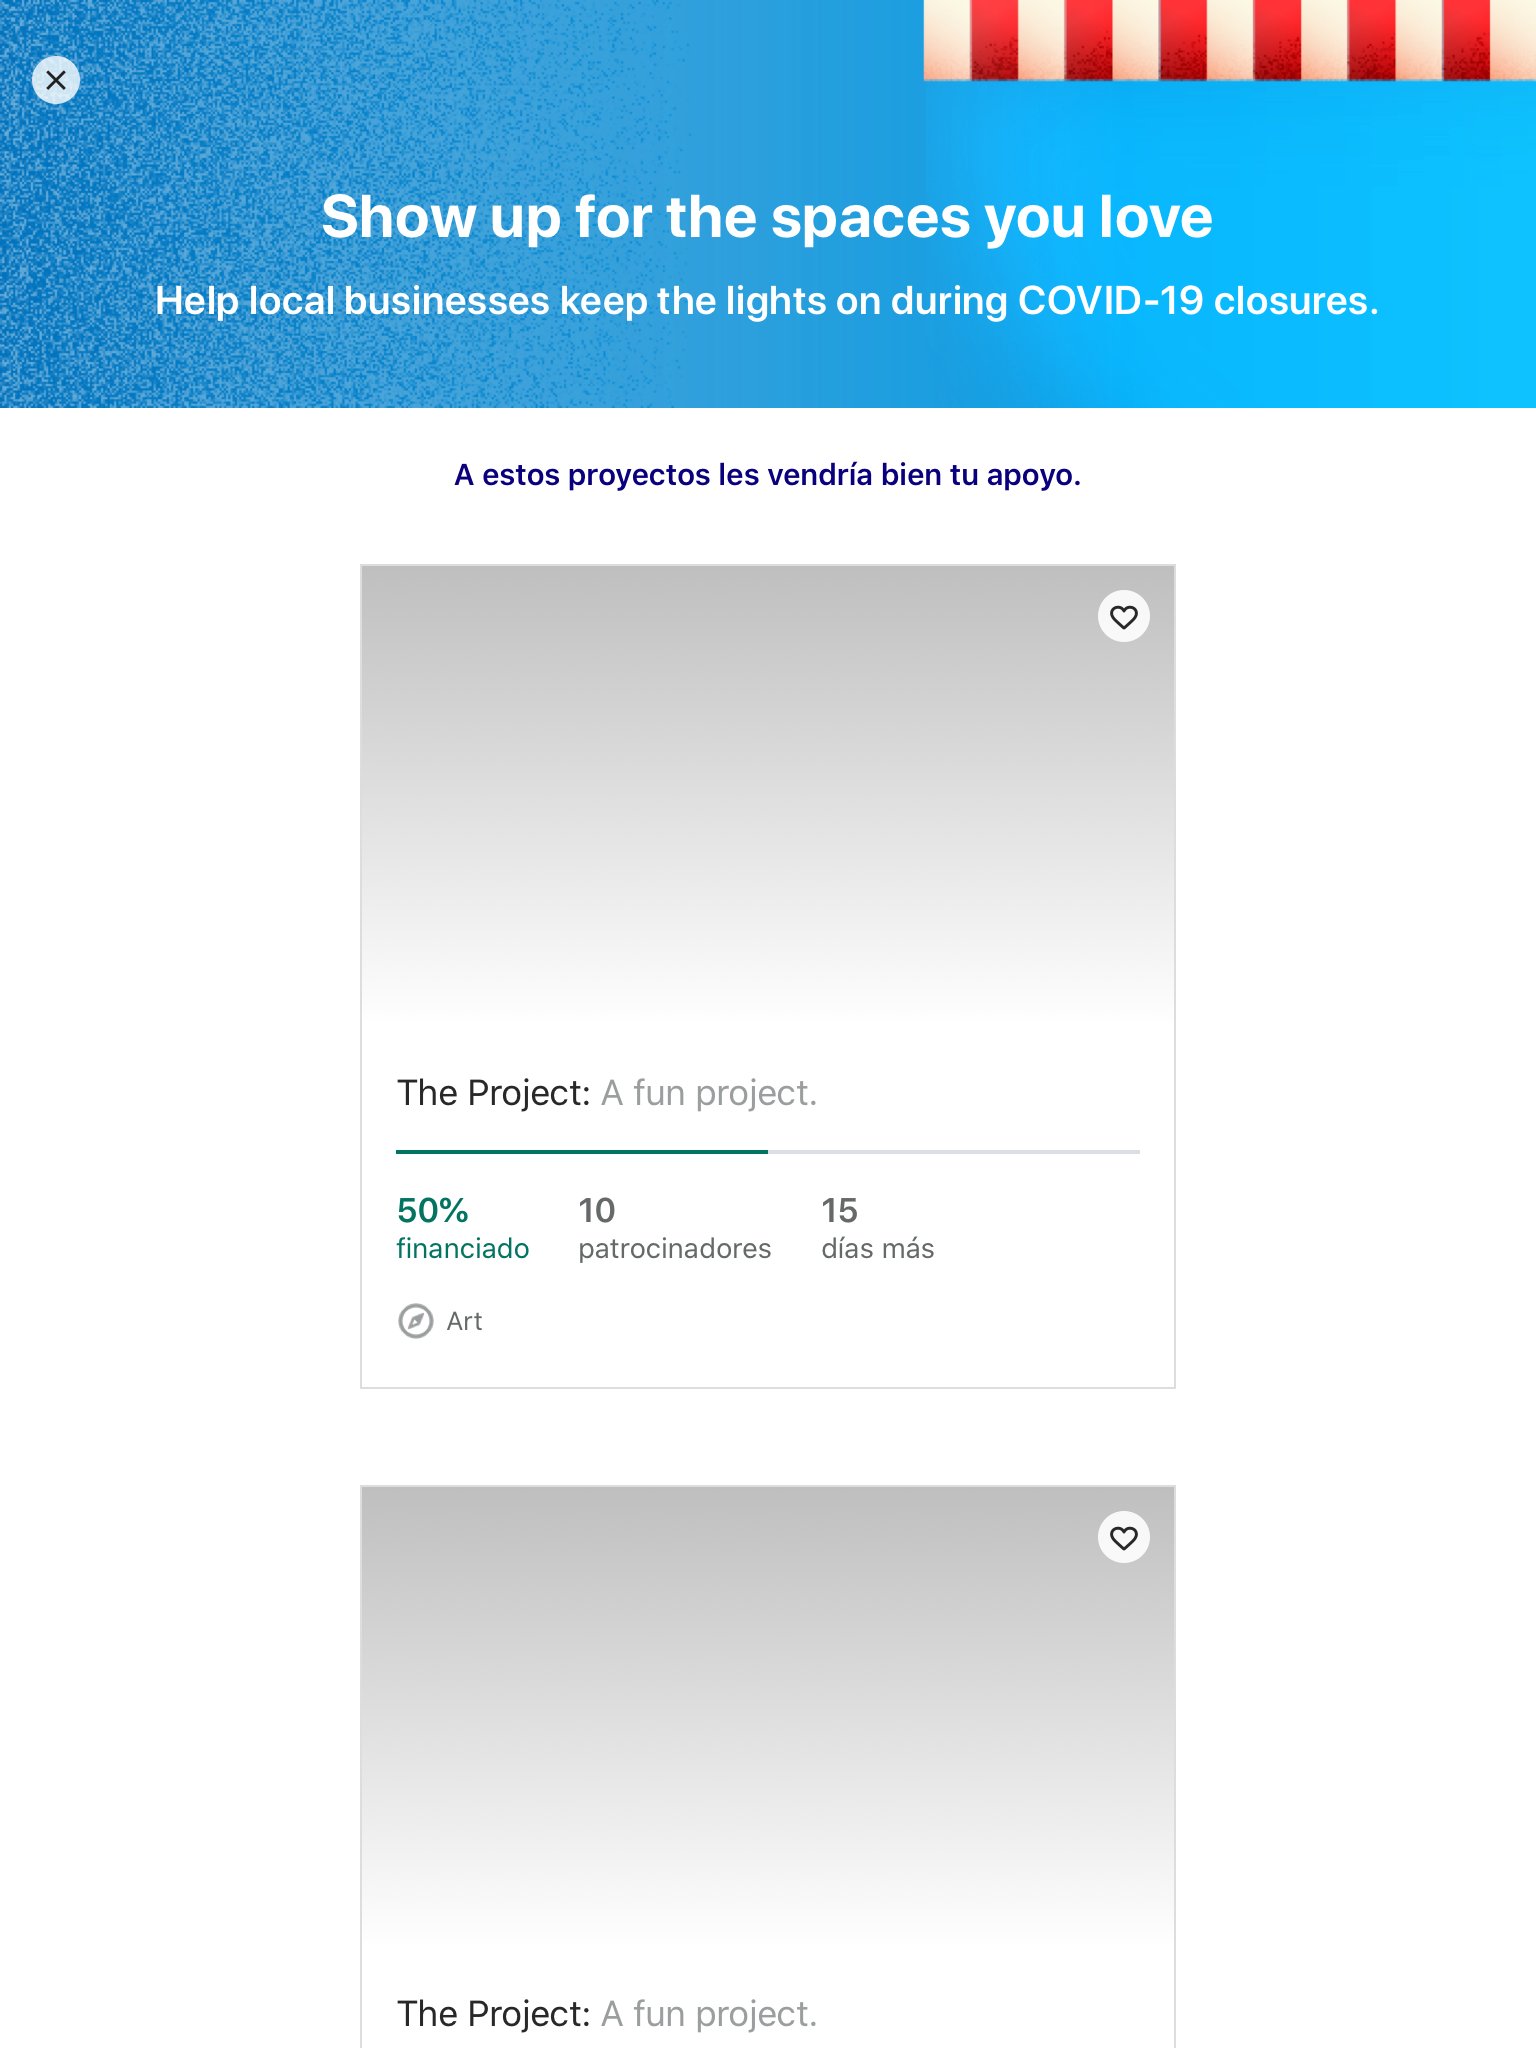 Show up for the spaces you love
Help local businesses keep the lights on during COVID-19 closures.
A estos proyectos les vendría bien tu apoyo.
The Project: A fun project.
50%
financiado
10
patrocinadores
15
días más
Art
The Project: A fun project.